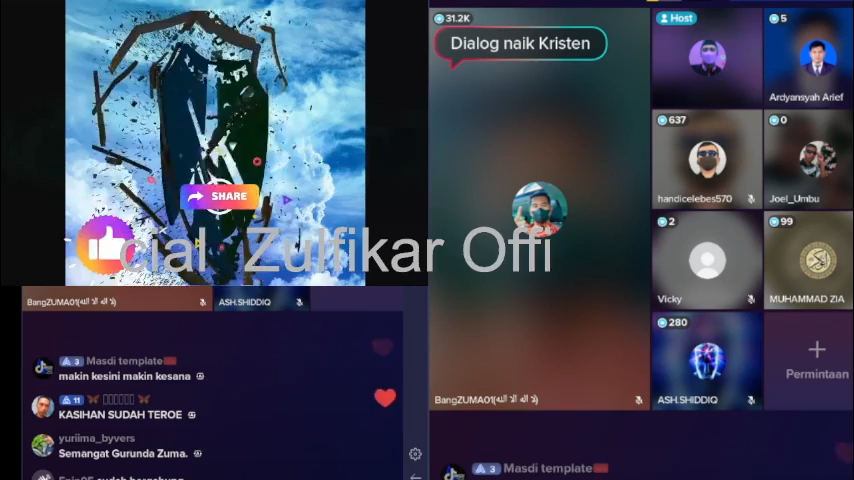 31.2K
Dialog naik Kristen
Host
5
Ardyansyah Arief
637
handicelebes570
0
Joel_Umbu
SHARE
cial Zulfikar Offi
2
Vicky
99
MUHAMMAD ZIA
BangZUMA01(لا اله الا الله)
ASH.SHIDDIQ
280
ASH.SHIDDIQ
Permintaan
BangZUMA01(لا اله الا الله)
3 Masdi template
makin kesini makin kesana
11
KASIHAN SUDAH TEROE
yuriima_byvers
Semangat Gurunda Zuma.
3 Masdi template